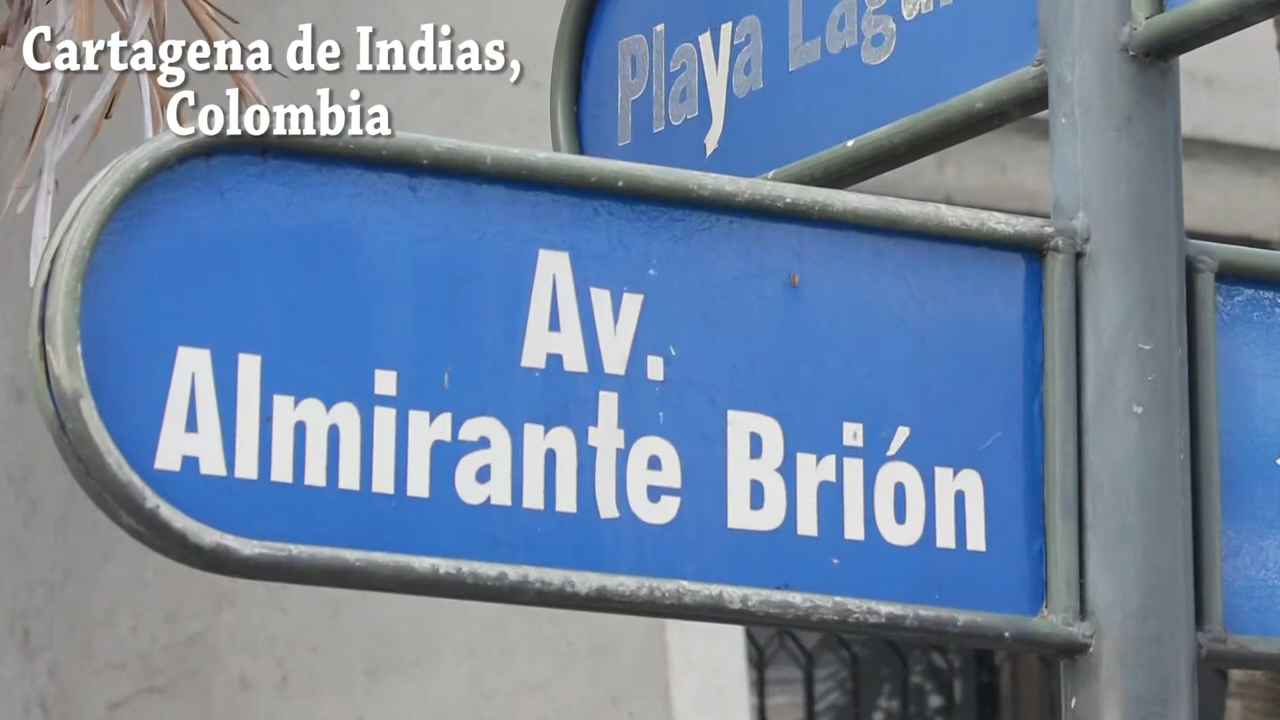 Cartagena de Indias,
Colombia
Playa
Av.
Almirante Brión